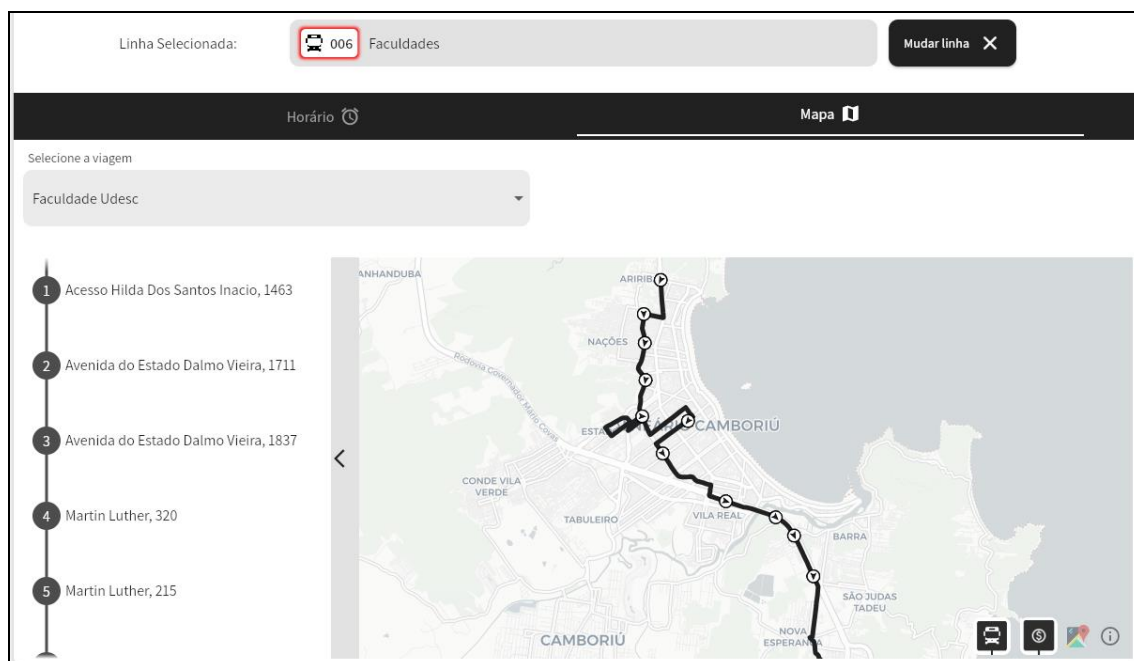 Linha Selecionada:
006 Faculdades
Mudar linha
Horário
Mapa
Selecione a viagem
Faculdade Udesc
1 Acesso Hilda Dos Santos Inacio, 1463
2 Avenida do Estado Dalmo Vieira, 1711
3 Avenida do Estado Dalmo Vieira, 1837
4 Martin Luther, 320
5 Martin Luther, 215
ARIRIB
NAÇÕES
Rodovia Governador Mário Covas
CAMBORIÚ
CONDE VILA
VERDE
TABULEIRO
VILA REAL
BARRA
SÃO JUDAS
TADEU
NOVA
CAMBORIÚ